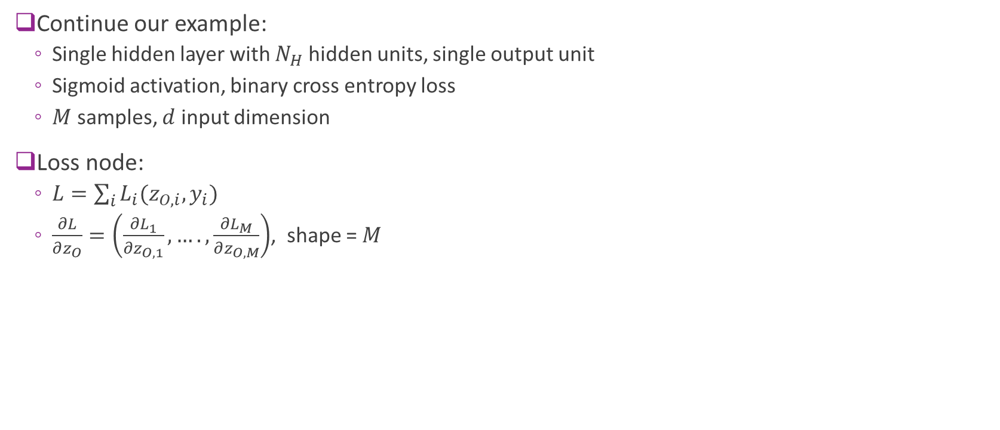 ❑Continue our example:
◦ Single hidden layer with $N_H$ hidden units, single output unit
◦ Sigmoid activation, binary cross entropy loss
◦ $M$ samples, $d$ input dimension
❑Loss node:
◦ $L = \sum_i L_i(z_{O,i}, y_i)$
◦ $\frac{\partial L}{\partial z_O} = \left(\frac{\partial L_1}{\partial z_{O,1}}, \ldots., \frac{\partial L_M}{\partial z_{O,M}}\right)$, shape = $M$